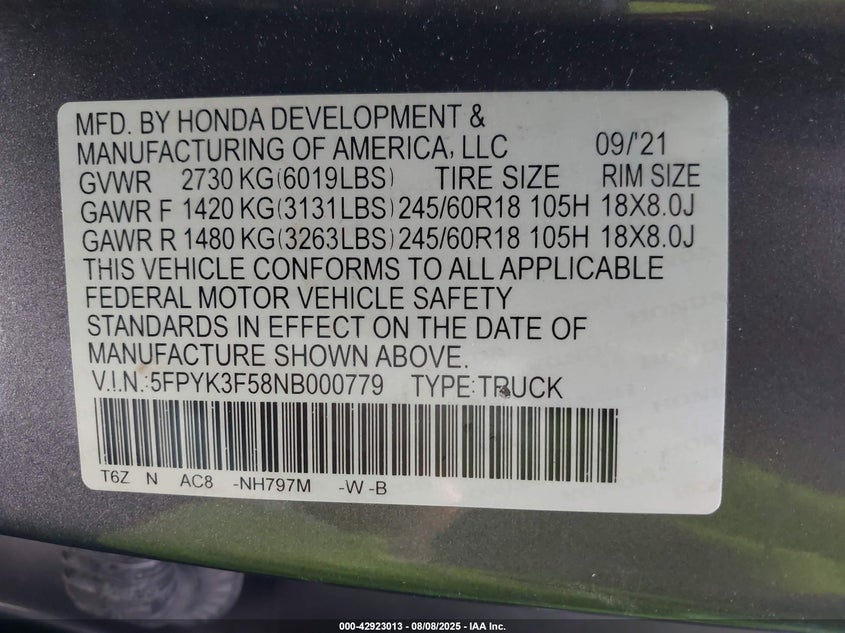 MFD. BY HONDA DEVELOPMENT &
MANUFACTURING OF AMERICA, LLC 09/'21
GVWR 2730 KG(6019LBS) TIRE SIZE RIM SIZE
GAWR F 1420 KG(3131LBS) 245/60R18 105H 18X8.0J
GAWR R 1480 KG(3263LBS) 245/60R18 105H 18X8.0J
THIS VEHICLE CONFORMS TO ALL APPLICABLE
FEDERAL MOTOR VEHICLE SAFETY
STANDARDS IN EFFECT ON THE DATE OF
MANUFACTURE SHOWN ABOVE.
V.I.N.:5FPYK3F58NB000779 TYPE:TRUCK
T6Z N AC8 -NH797M -W -B
000-42923013 - 08/08/2025 - IAA Inc.